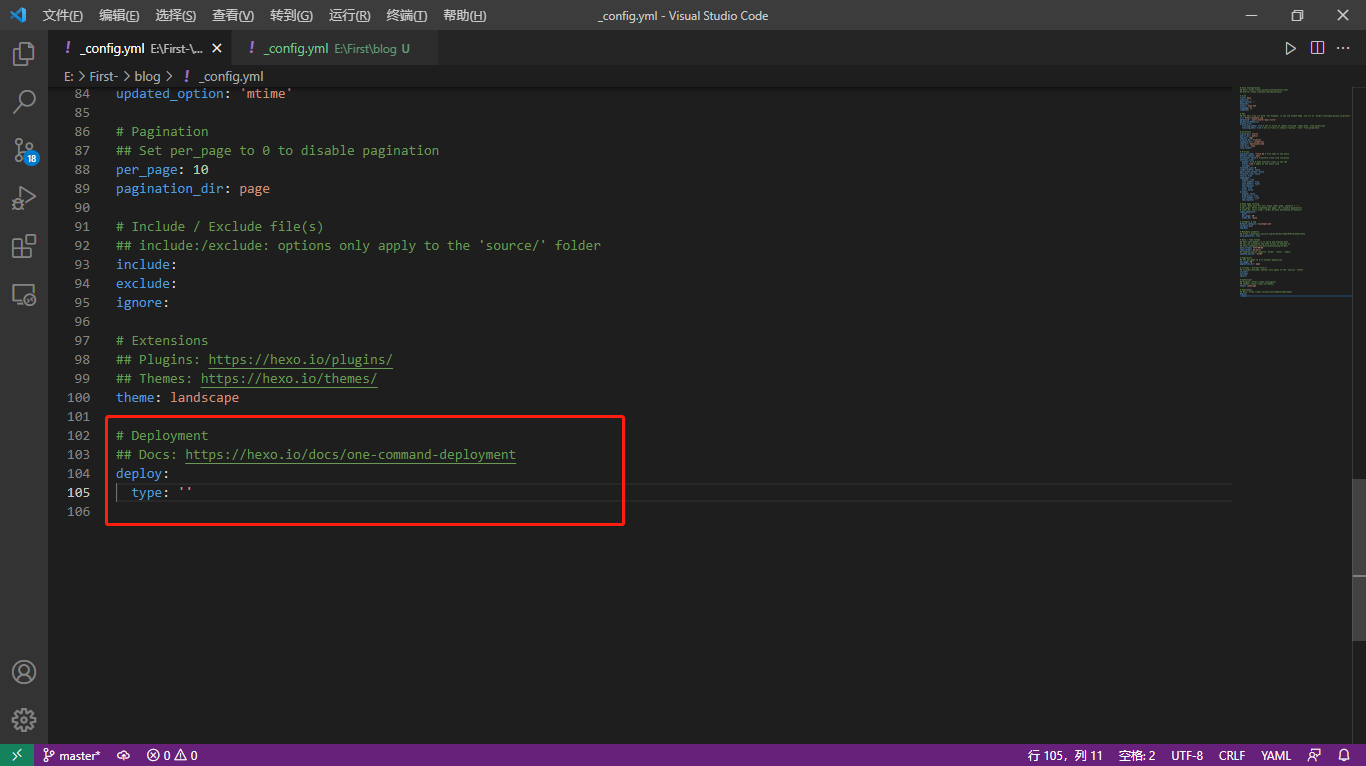 文件(F) 编辑(E) 选择(S) 查看(V) 转到(G) 运行(R) 终端(T) 帮助(H) _config.yml - Visual Studio Code
! _config.yml E:\First-\... ! _config.yml E:\First\blog U
E: > First- > blog > ! _config.yml
84 updated_option: 'mtime'
85
86 # Pagination
87 ## Set per_page to 0 to disable pagination
88 per_page: 10
89 pagination_dir: page
90
91 # Include / Exclude file(s)
92 ## include:/exclude: options only apply to the 'source/' folder
93 include:
94 exclude:
95 ignore:
96
97 # Extensions
98 ## Plugins: https://hexo.io/plugins/
99 ## Themes: https://hexo.io/themes/
100 theme: landscape
101
102 # Deployment
103 ## Docs: https://hexo.io/docs/one-command-deployment
104 deploy:
105 type: ''
106
18
master* 0 0 行 105，列 11 空格: 2 UTF-8 CRLF YAML